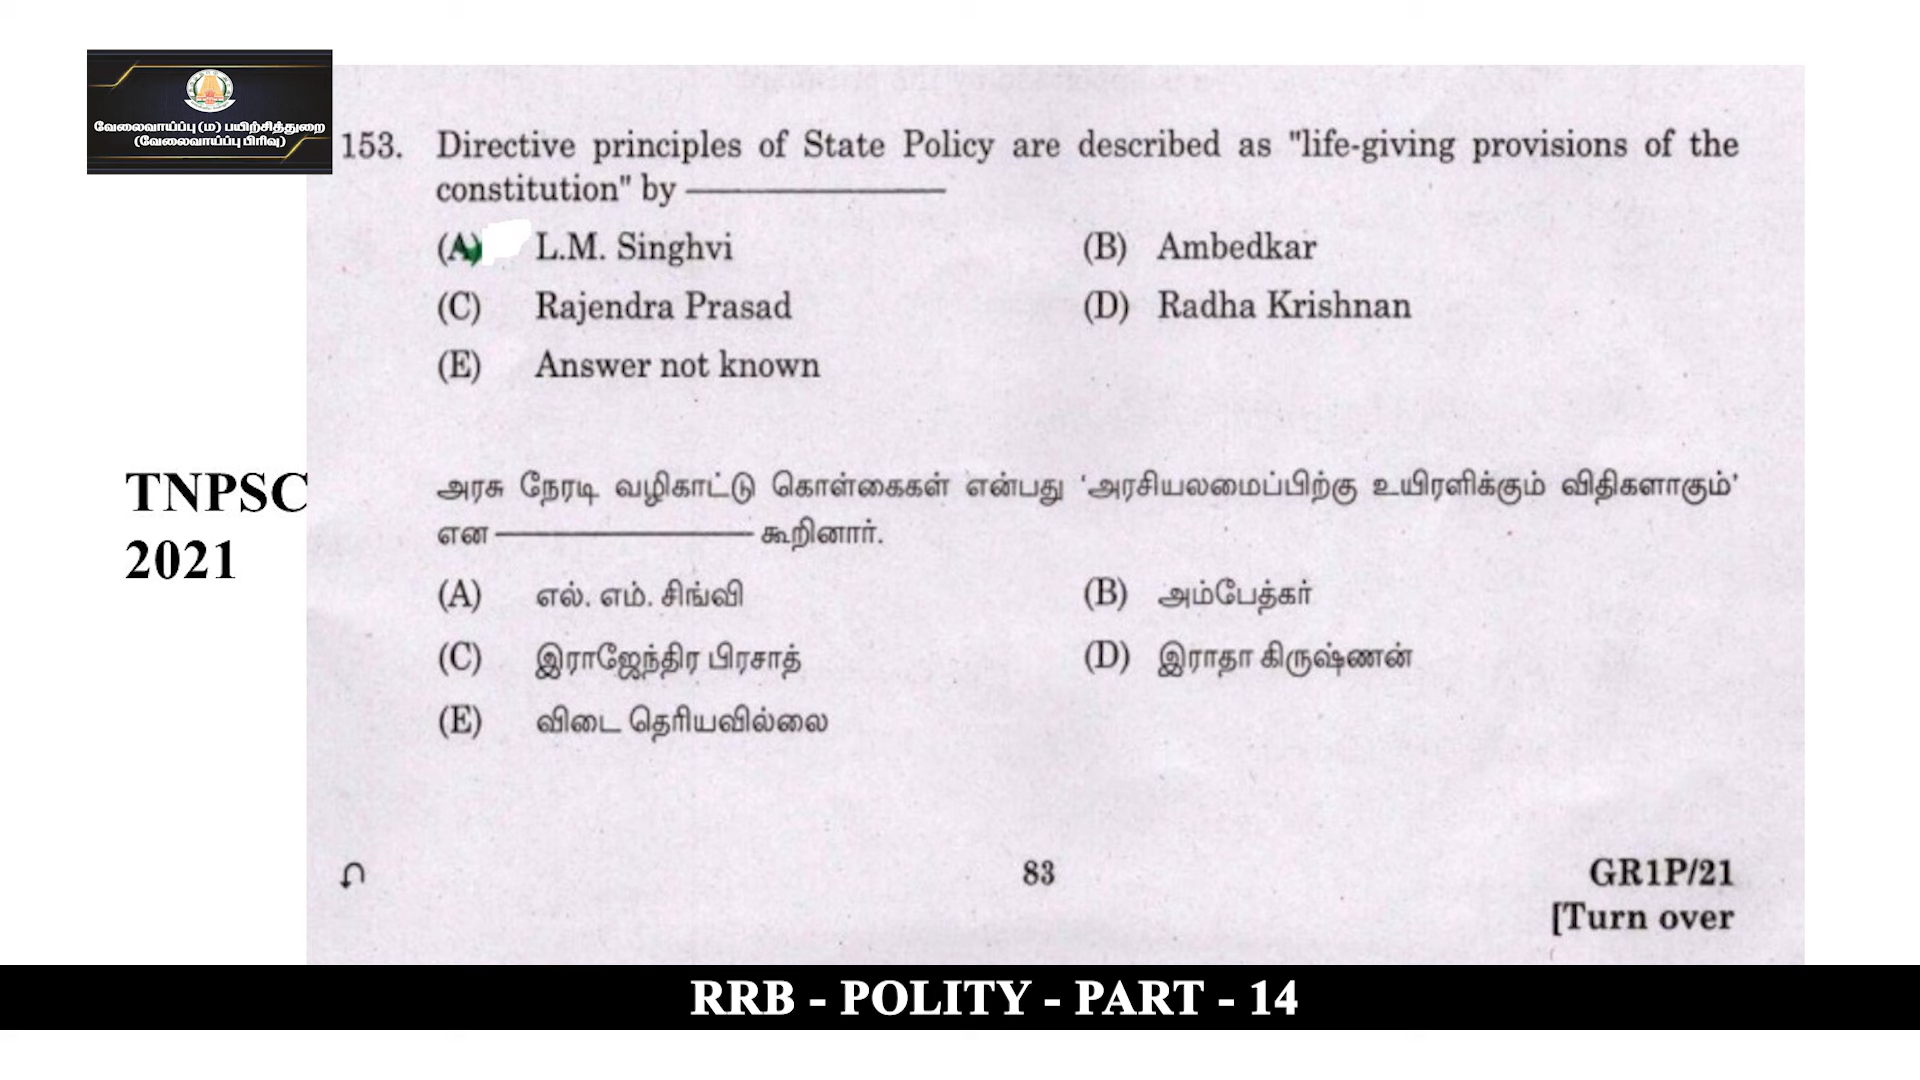 வேலைவாய்ப்பு (ம) பயிற்சித்துறை
(வேலைவாய்ப்பு பிரிவு)
153. Directive principles of State Policy are described as "life-giving provisions of the
constitution" by
(A) L.M. Singhvi (B) Ambedkar
(C) Rajendra Prasad (D) Radha Krishnan
(E) Answer not known
TNPSC
2021
அரசு நேரடி வழிகாட்டு கொள்கைகள் என்பது 'அரசியலமைப்பிற்கு உயிரளிக்கும் விதிகளாகும்'
என கூறினார்.
(A) எல். எம். சிங்வி (B) அம்பேத்கர்
(C) இராஜேந்திர பிரசாத் (D) இராதா கிருஷ்ணன்
(E) விடை தெரியவில்லை
83 GR1P/21
[Turn over
RRB - POLITY - PART - 14